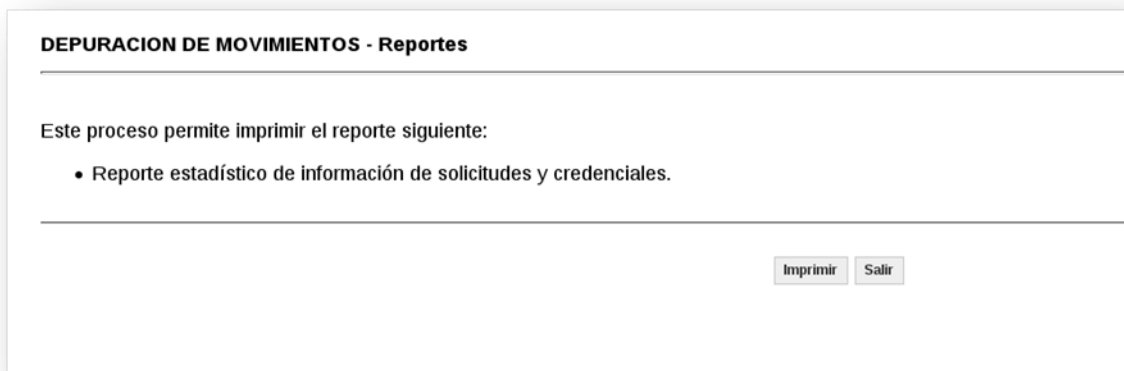 DEPURACION DE MOVIMIENTOS - Reportes
Este proceso permite imprimir el reporte siguiente:
• Reporte estadístico de información de solicitudes y credenciales.
Imprimir Salir